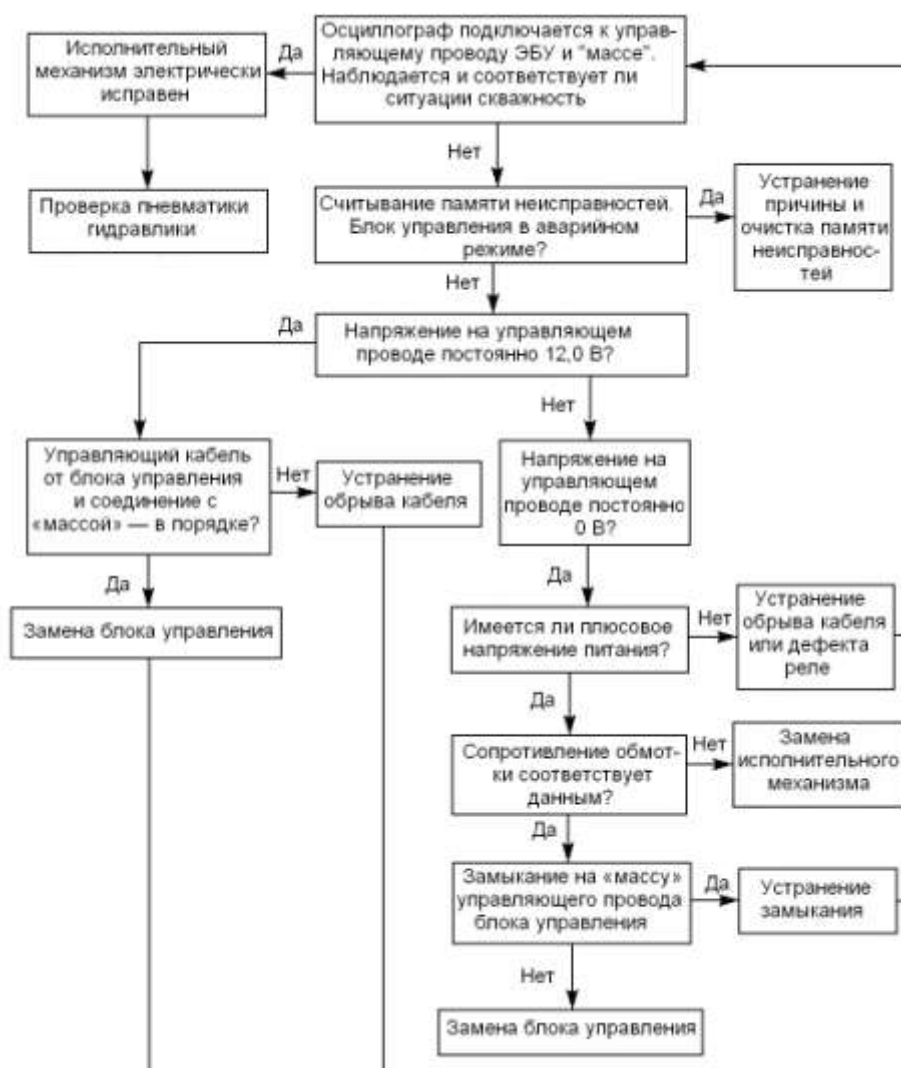 Исполнительный
механизм электрически
исправен
Да
Осциллограф подключается к управ-
ляющему проводу ЭБУ и "массе".
Наблюдается и соответствует ли
ситуации скважность
Нет
Проверка пневматики
гидравлики
Считывание памяти неисправностей.
Блок управления в аварийном
режиме?
Да
Устранение
причины и
очистка памяти
неисправнос-
тей
Нет
Да
Напряжение на управляющем
проводе постоянно 12,0 В?
Нет
Управляющий кабель
от блока управления
и соединение с
«массой» — в порядке?
Нет
Устранение
обрыва кабеля
Напряжение на
управляющем
проводе постоянно
0 В?
Да
Да
Замена блока управления
Имеется ли плюсовое
напряжение питания?
Нет
Устранение
обрыва кабеля
или дефекта
реле
Да
Сопротивление обмот-
ки соответствует
данным?
Нет
Замена
исполнительного
механизма
Да
Замыкание на «массу»
управляющего провода
блока управления
Да
Устранение
замыкания
Нет
Замена блока управления